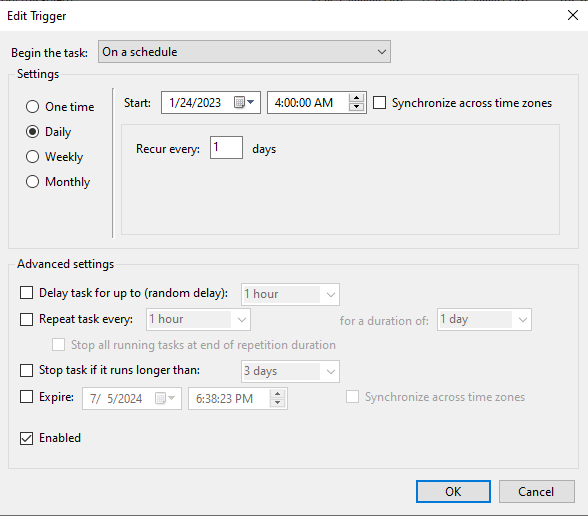 Edit Trigger
Begin the task: On a schedule
Settings
One time
Daily
Weekly
Monthly
Start: 1/24/2023 4:00:00 AM Synchronize across time zones
Recur every: 1 days
Advanced settings
Delay task for up to (random delay): 1 hour
Repeat task every: 1 hour for a duration of: 1 day
Stop all running tasks at end of repetition duration
Stop task if it runs longer than: 3 days
Expire: 7/ 5/2024 6:38:23 PM Synchronize across time zones
Enabled
OK Cancel